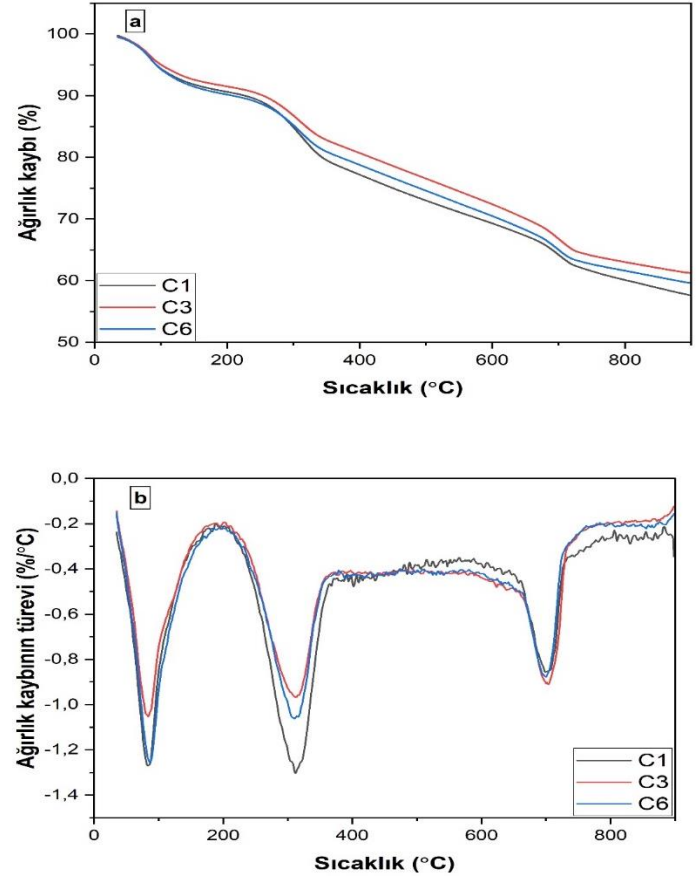 a
100
90
80
70
60
50
Ağırlık kaybı (%)
C1
C3
C6
0 200 400 600 800
Sıcaklık (°C)
b
0,0
-0,2
-0,4
-0,6
-0,8
-1,0
-1,2
-1,4
Ağırlık kaybının türevi (%/°C)
C1
C3
C6
0 200 400 600 800
Sıcaklık (°C)